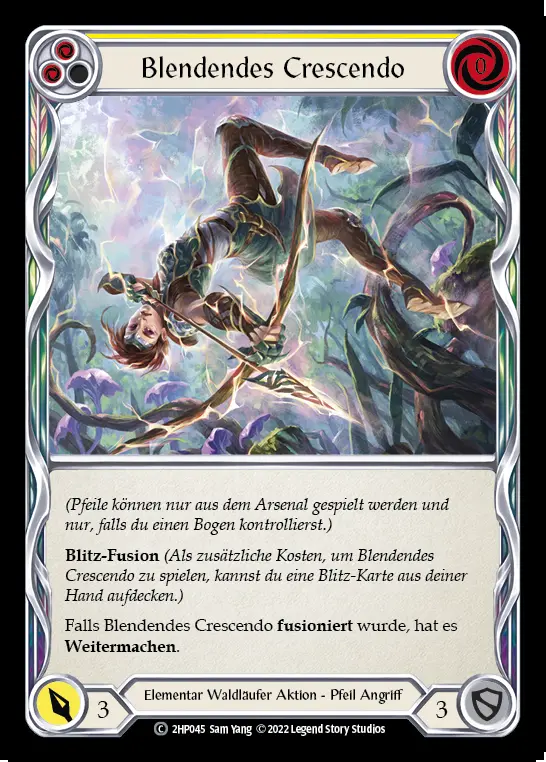 Blendendes Crescendo
0
(Pfeile können nur aus dem Arsenal gespielt werden und
nur, falls du einen Bogen kontrollierst.)
Blitz-Fusion (Als zusätzliche Kosten, um Blendendes
Crescendo zu spielen, kannst du eine Blitz-Karte aus deiner
Hand aufdecken.)
Falls Blendendes Crescendo fusioniert wurde, hat es
Weitermachen.
3
Elementar Waldläufer Aktion - Pfeil Angriff
3
C 2HP045 Sam Yang © 2022 Legend Story Studios